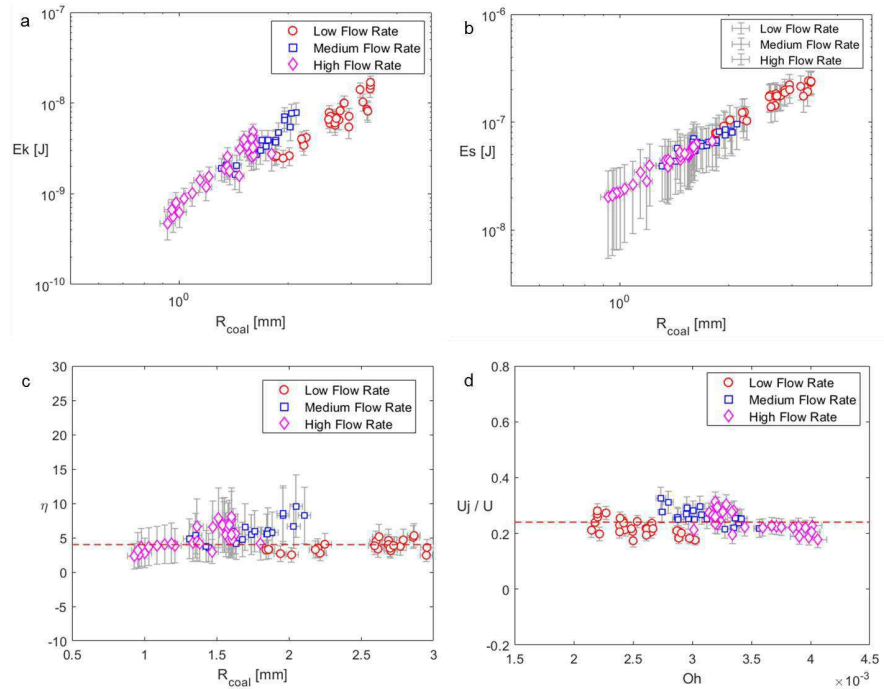 a
10^-7
10^-8
10^-9
10^-10
Ek [J]
10^0
R_coal [mm]
Low Flow Rate
Medium Flow Rate
High Flow Rate
b
10^-6
10^-7
10^-8
Es [J]
10^0
R_coal [mm]
Low Flow Rate
Medium Flow Rate
High Flow Rate
c
30
25
20
15
10
5
0
-5
-10
η
0.5 1 1.5 2 2.5 3
R_coal [mm]
Low Flow Rate
Medium Flow Rate
High Flow Rate
d
0.8
0.6
0.4
0.2
0
-0.2
Uj / U
1.5 2 2.5 3 3.5 4 4.5
Oh
× 10^-3
Low Flow Rate
Medium Flow Rate
High Flow Rate